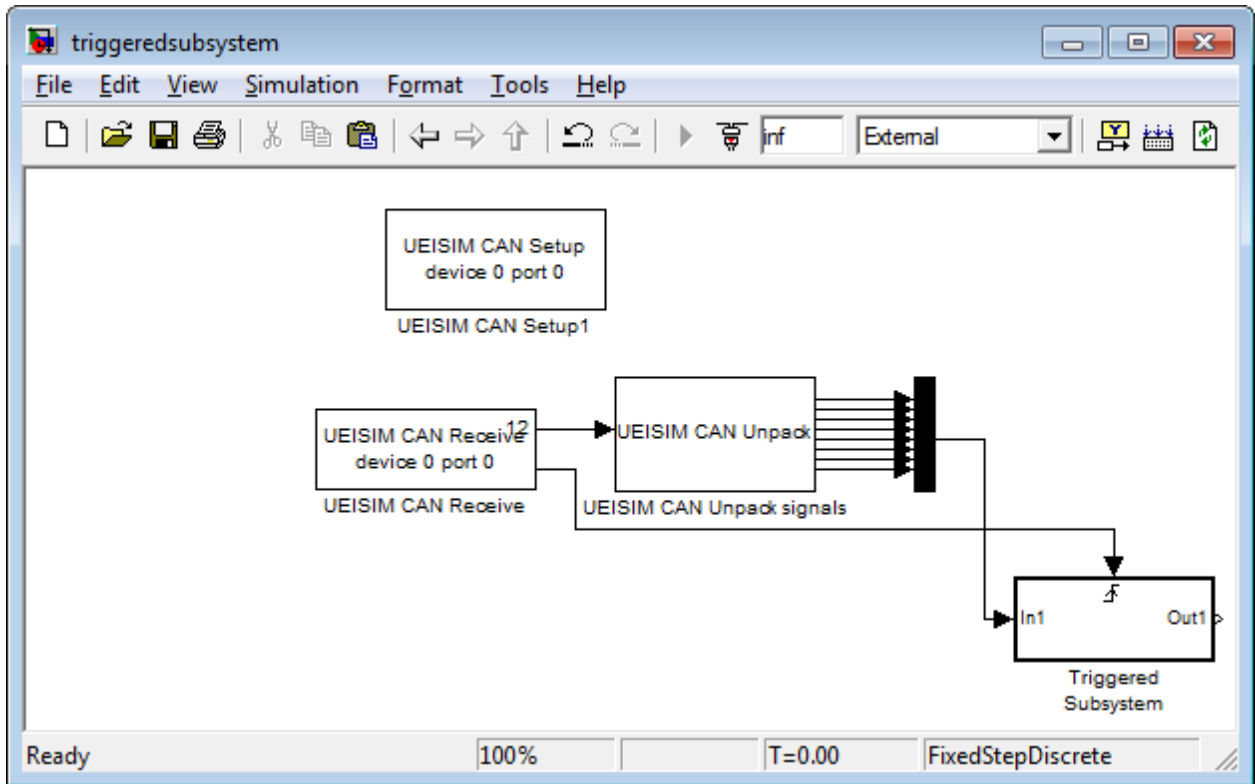 triggeredsubsystem
File Edit View Simulation Format Tools Help
inf External
UEISIM CAN Setup
device 0 port 0
UEISIM CAN Setup1
UEISIM CAN Receive
12
device 0 port 0
UEISIM CAN Receive
UEISIM CAN Unpack
UEISIM CAN Unpack signals
In1 Out1
Triggered
Subsystem
Ready 100% T=0.00 FixedStepDiscrete